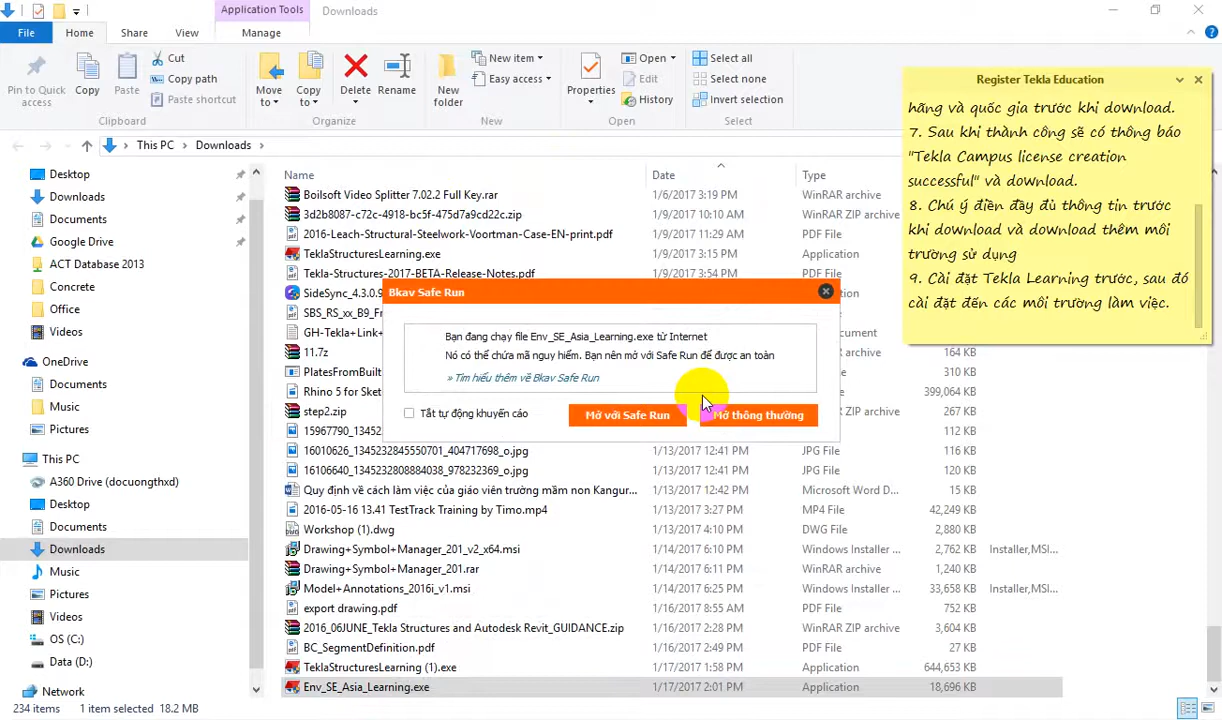 Application Tools
Downloads
File
Home
Share
View
Manage
Pin to Quick access
Copy
Paste
Cut
Copy path
Paste shortcut
Clipboard
Move to
Copy to
Delete
Rename
Organize
New folder
New item
Easy access
New
Properties
Open
Edit
History
Open
Select all
Select none
Invert selection
Select
This PC
Downloads
Desktop
Downloads
Documents
Google Drive
ACT Database 2013
Concrete
Office
Videos
OneDrive
Documents
Music
Pictures
This PC
A360 Drive (docuongthxd)
Desktop
Documents
Downloads
Music
Pictures
Videos
OS (C:)
Data (D:)
Network
Name Date Type
Boilsoft Video Splitter 7.02.2 Full Key.rar 1/6/2017 3:19 PM WinRAR archive
3d2b8087-c72c-4918-bc5f-475d7a9cd22c.zip 1/9/2017 10:10 AM WinRAR ZIP archive
2016-Leach-Structural-Steelwork-Voortman-Case-EN-print.pdf 1/9/2017 11:29 AM PDF File
TeklaStructuresLearning.exe 1/9/2017 3:53 PM Application
Tekla-Structures-2017-BETA-Release-Notes.pdf 1/9/2017 3:54 PM PDF File
SideSync_4.3.0.9
SBS_RS_xx_B9_F
GH-Tekla+Link
11.7z 164 KB
PlatesFromBuilt 310 KB
Rhino 5 for Sket 399,064 KB
step2.zip 267 KB
15967790_13452 112 KB
16010626_1345232845550701_404717698_o.jpg 1/13/2017 12:41 PM JPG File 116 KB
16106640_1345232808884038_978232369_o.jpg 1/13/2017 12:41 PM JPG File 120 KB
Quy định về cách làm việc của giáo viên trường mầm non Kangur... 1/13/2017 12:42 PM Microsoft Word D... 15 KB
2016-05-16 13.41 TestTrack Training by Timo.mp4 1/13/2017 3:27 PM MP4 File 42,249 KB
Workshop (1).dwg 1/13/2017 4:10 PM DWG File 2,880 KB
Drawing+Symbol+Manager_201_v2_x64.msi 1/14/2017 6:10 PM Windows Installer ... 2,762 KB Installer,MSI...
Drawing+Symbol+Manager_201.rar 1/14/2017 6:11 PM WinRAR archive 1,240 KB
Model+Annotations_2016i_v1.msi 1/14/2017 6:25 PM Windows Installer ... 33,658 KB Installer,MSI...
export drawing.pdf 1/16/2017 8:55 AM PDF File 752 KB
2016_06JUNE_Tekla Structures and Autodesk Revit_GUIDANCE.zip 1/16/2017 2:28 PM WinRAR ZIP archive 3,604 KB
BC_SegmentDefinition.pdf 1/16/2017 2:49 PM PDF File 27 KB
TeklaStructuresLearning (1).exe 1/17/2017 1:58 PM Application 644,653 KB
Env_SE_Asia_Learning.exe 1/17/2017 2:01 PM Application 18,696 KB
Bkav Safe Run
Bạn đang chạy file Env_SE_Asia_Learning.exe từ Internet
Nó có thể chứa mã nguy hiểm. Bạn nên mở với Safe Run để được an toàn
» Tìm hiểu thêm về Bkav Safe Run
Tắt tự động khuyến cáo
Mở với Safe Run
Mở thông thường
Register Tekla Education
hãng và quốc gia trước khi download.
7. Sau khi thành công sẽ có thông báo
"Tekla Campus license creation
successful" và download.
8. Chú ý điền đầy đủ thông tin trước
khi download và download thêm môi
trường sử dụng
9. Cài đặt Tekla Learning trước, sau đó
cài đặt đến các môi trường làm việc.
234 items 1 item selected 18.2 MB